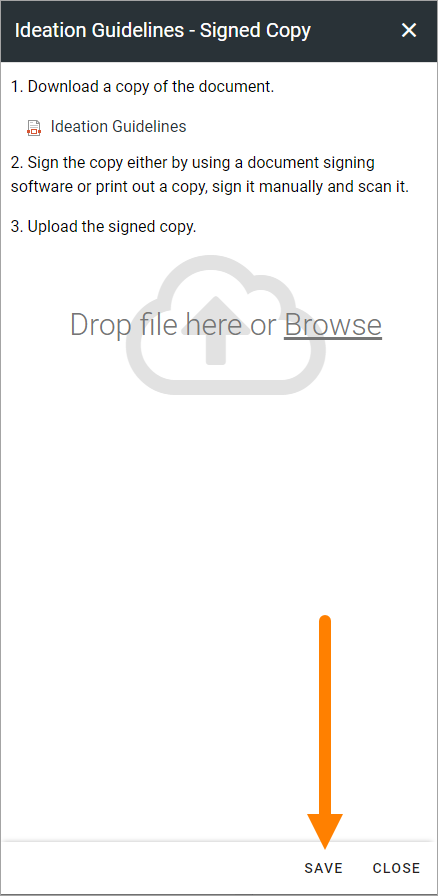 Ideation Guidelines - Signed Copy
1. Download a copy of the document.
Ideation Guidelines
2. Sign the copy either by using a document signing
software or print out a copy, sign it manually and scan it.
3. Upload the signed copy.
Drop file here or Browse
SAVE CLOSE